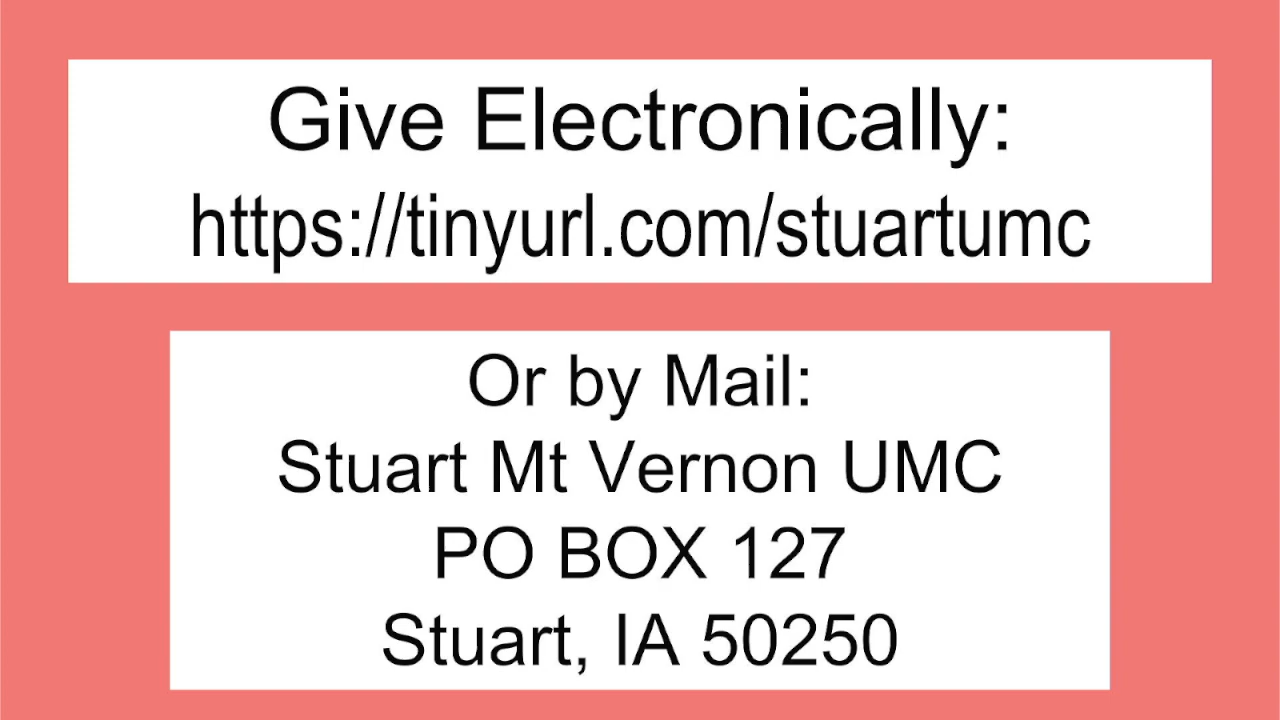 Give Electronically:
https://tinyurl.com/stuartumc
Or by Mail:
Stuart Mt Vernon UMC
PO BOX 127
Stuart, IA 50250